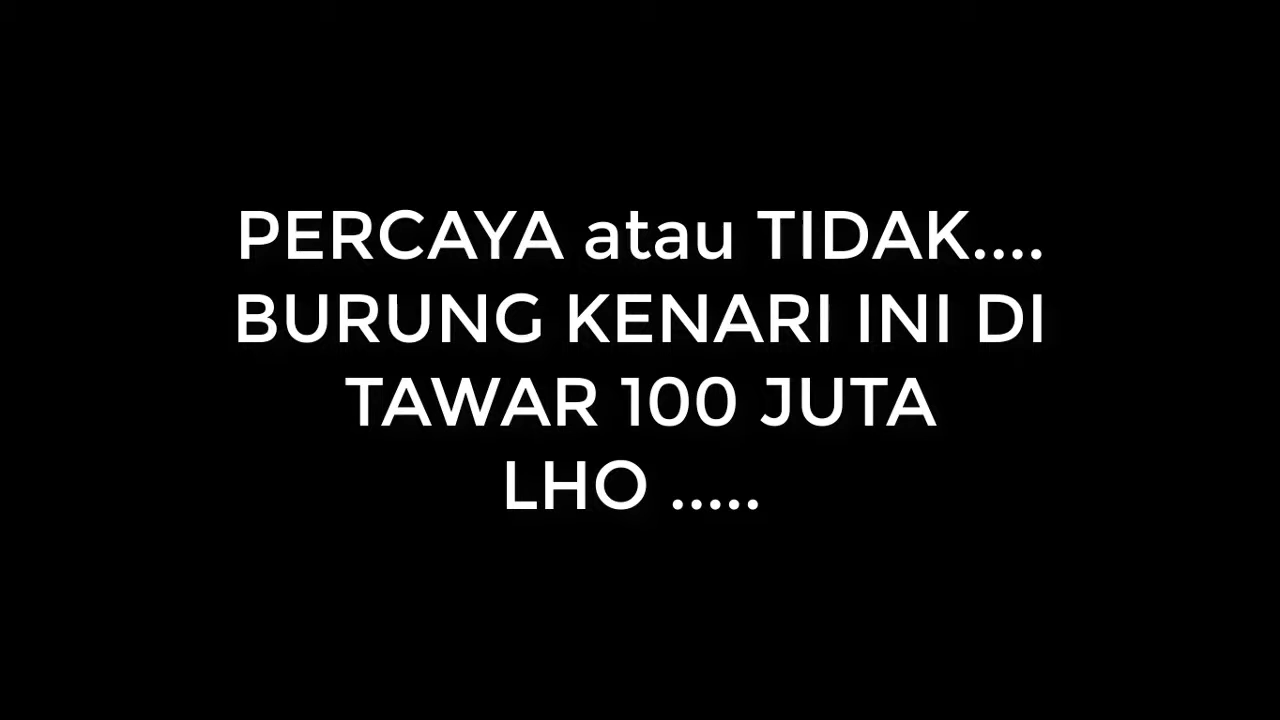 PERCAYA atau TIDAK....
BURUNG KENARI INI DI
TAWAR 100 JUTA
LHO .....